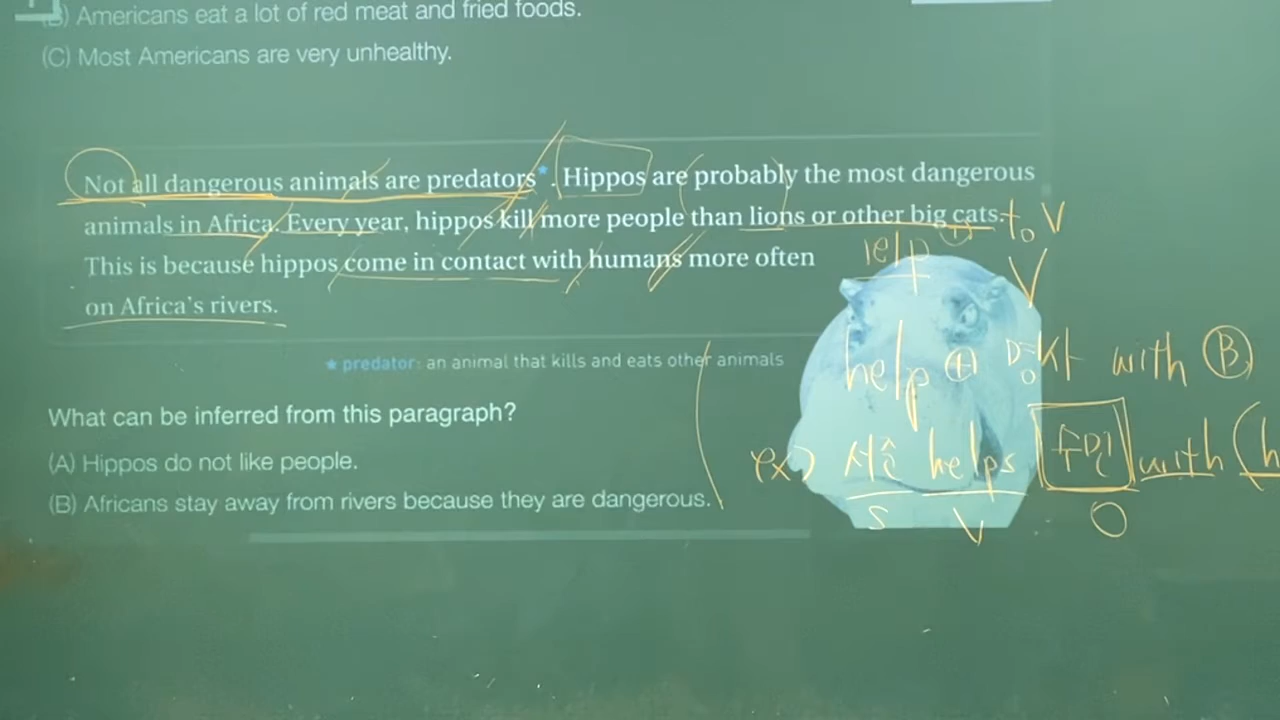 (B) Americans eat a lot of red meat and fried foods.
(C) Most Americans are very unhealthy.
Not all dangerous animals are predators*. Hippos are probably the most dangerous
animals in Africa. Every year, hippos kill more people than lions or other big cats.
This is because hippos come in contact with humans more often
on Africa's rivers.
to V
help V
* predator: an animal that kills and eats other animals
help + with B
What can be inferred from this paragraph?
(A) Hippos do not like people.
ex) helps with (h
(B) Africans stay away from rivers because they are dangerous.
S V O